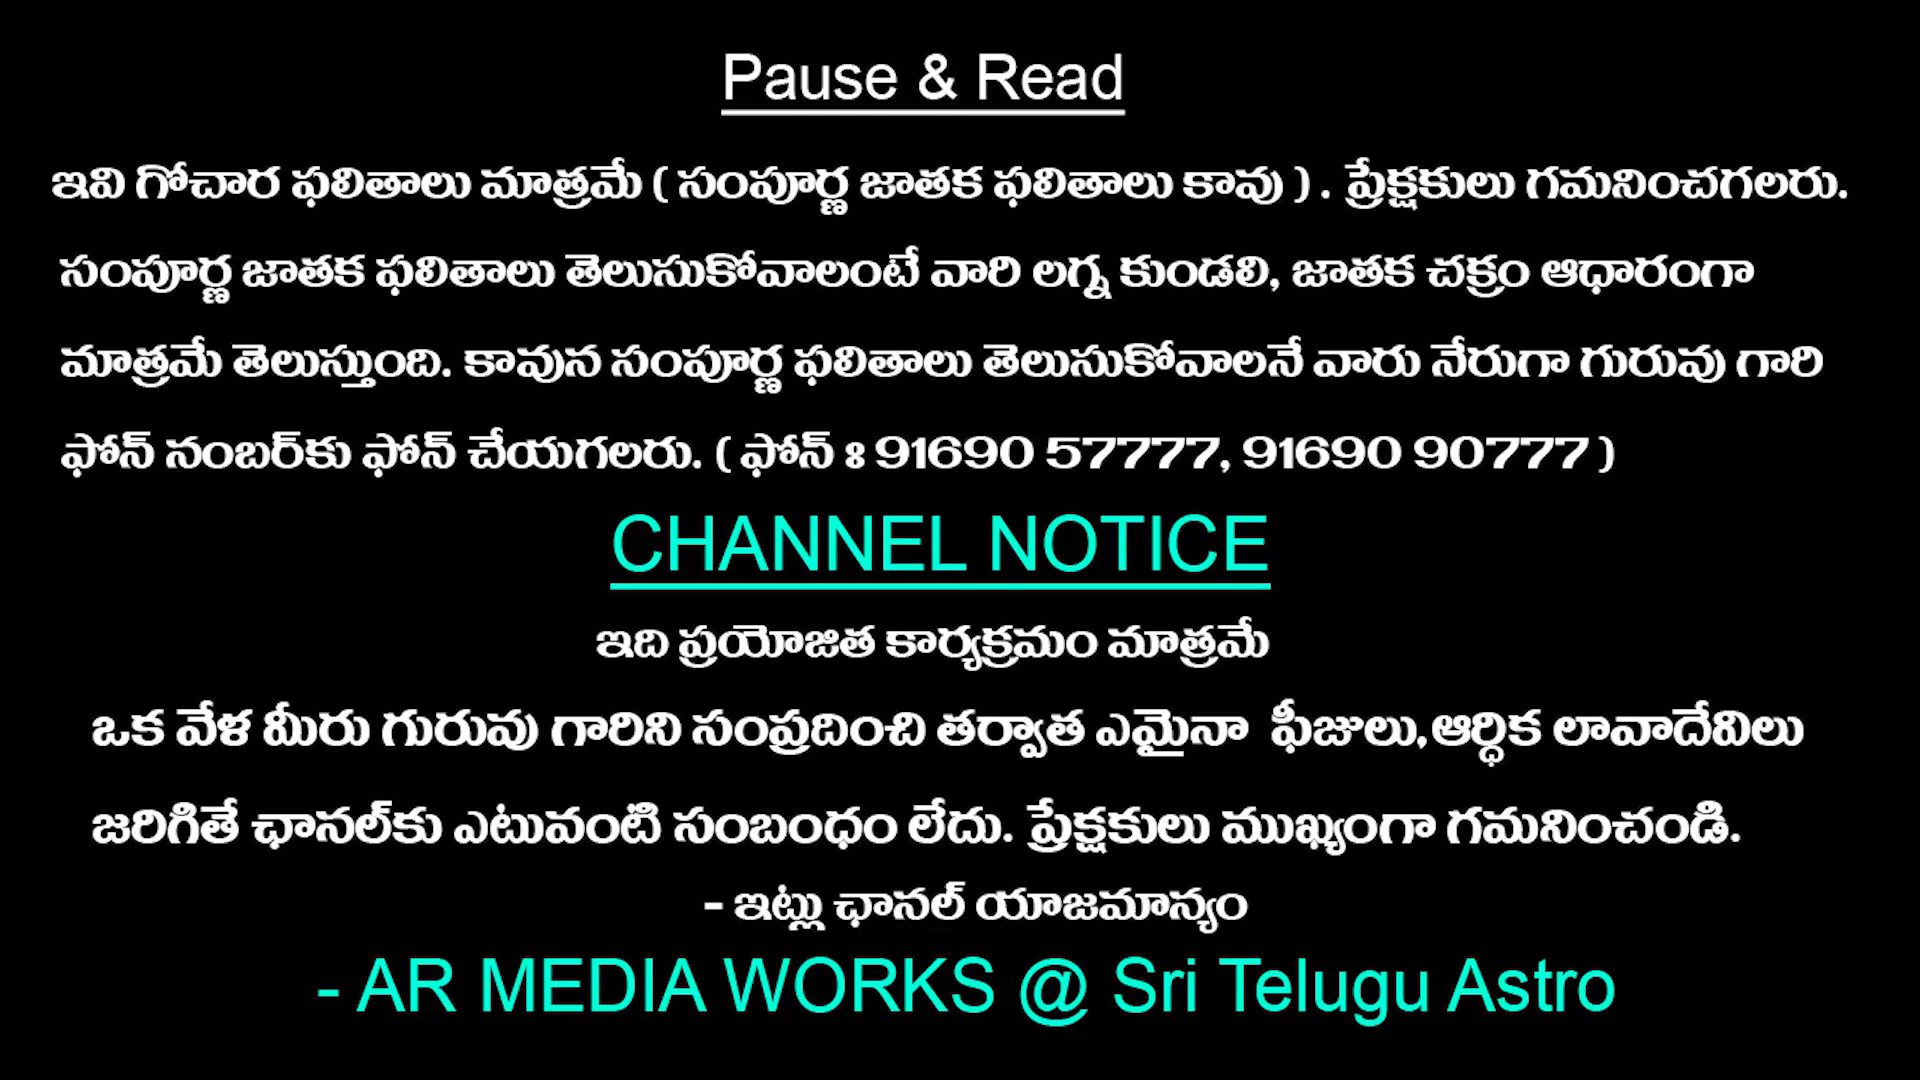 Pause & Read
ఇవి గోచార ఫలితాలు మాత్రమే ( సంపూర్ణ జాతక ఫలితాలు కావు ) . ప్రేక్షకులు గమనించగలరు.
సంపూర్ణ జాతక ఫలితాలు తెలుసుకోవాలంటే వారి లగ్న కుండలి, జాతక చక్రం ఆధారంగా
మాత్రమే తెలుస్తుంది. కావున సంపూర్ణ ఫలితాలు తెలుసుకోవాలనే వారు నేరుగా గురువు గారి
ఫోన్ నంబర్‌కు ఫోన్ చేయగలరు. ( ఫోన్ : 91690 57777, 91690 90777 )
CHANNEL NOTICE
ఇది ప్రయోజిత కార్యక్రమం మాత్రమే
ఒక వేళ మీరు గురువు గారిని సంప్రదించి తర్వాత ఎమైనా ఫీజులు,ఆర్ధిక లావాదేవిలు
జరిగితే ఛానల్‌కు ఎటువంటి సంబంధం లేదు. ప్రేక్షకులు ముఖ్యంగా గమనించండి.
- ఇట్లు ఛానల్ యాజమాన్యం
- AR MEDIA WORKS @ Sri Telugu Astro